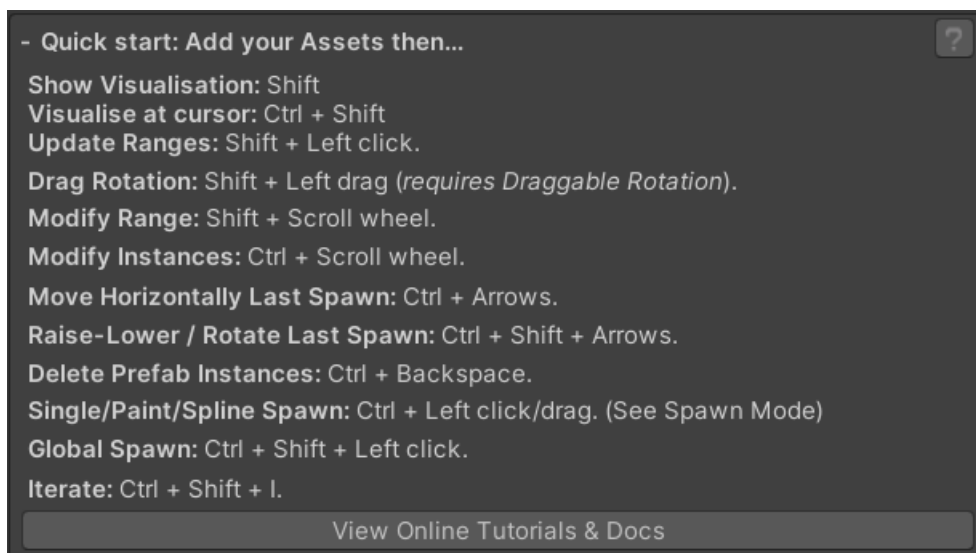 - Quick start: Add your Assets then...
?
Show Visualisation: Shift
Visualise at cursor: Ctrl + Shift
Update Ranges: Shift + Left click.
Drag Rotation: Shift + Left drag (requires Draggable Rotation).
Modify Range: Shift + Scroll wheel.
Modify Instances: Ctrl + Scroll wheel.
Move Horizontally Last Spawn: Ctrl + Arrows.
Raise-Lower / Rotate Last Spawn: Ctrl + Shift + Arrows.
Delete Prefab Instances: Ctrl + Backspace.
Single/Paint/Spline Spawn: Ctrl + Left click/drag. (See Spawn Mode)
Global Spawn: Ctrl + Shift + Left click.
Iterate: Ctrl + Shift + I.
View Online Tutorials & Docs